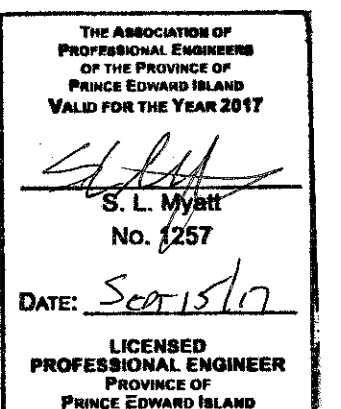 THE ASSOCIATION OF
PROFESSIONAL ENGINEERS
OF THE PROVINCE OF
PRINCE EDWARD ISLAND
VALID FOR THE YEAR 2017
S. L. Myatt
No. 1257
DATE: SEPT 15/17
LICENSED
PROFESSIONAL ENGINEER
PROVINCE OF
PRINCE EDWARD ISLAND